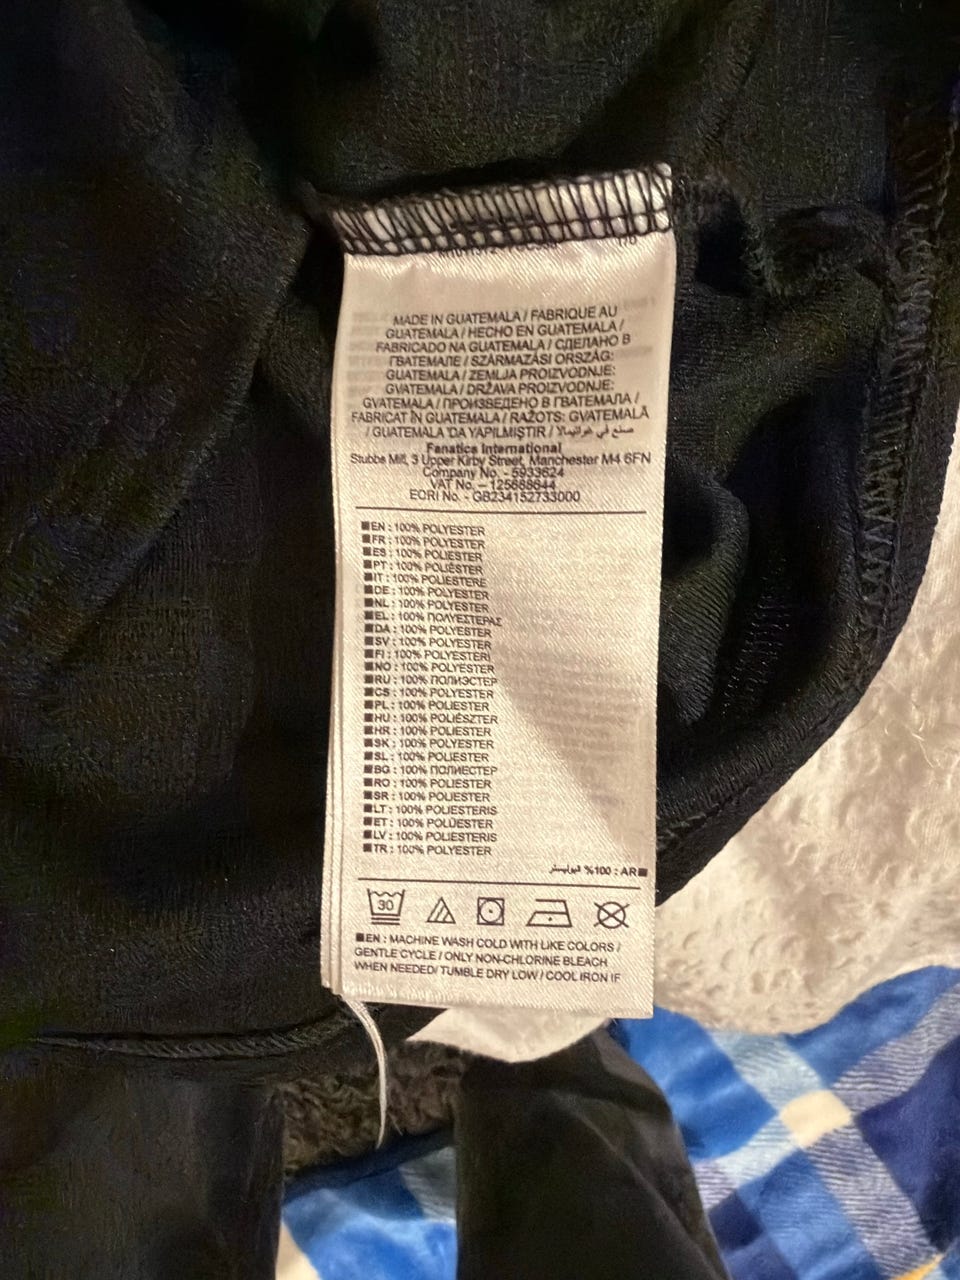 MADE IN GUATEMALA / FABRIQUE AU
GUATEMALA / HECHO EN GUATEMALA /
FABRICADO NA GUATEMALA / СДЕЛАНО В
ГВАТЕМАЛЕ / SZÁRMAZÁSI ORSZÁG:
GUATEMALA / ZEMLJA PROIZVODNJE:
GVATEMALA / DRŽAVA PROIZVODNJE:
GVATEMALA / ПРОИЗВЕДЕНО В ГВАТЕМАЛА /
FABRICAT ÎN GUATEMALA / RAŽOTS: GVATEMALĀ
/ GUATEMALA 'DA YAPILMIŞTIR / صنع في غواتيمالا
Fanatics International
Stubbs Mill, 3 Upper Kirby Street, Manchester M4 6FN
Company No. - 5933624
VAT No. – 125688644
EORI No. - GB234152733000
EN : 100% POLYESTER
FR : 100% POLYESTER
ES : 100% POLIESTER
PT : 100% POLIÉSTER
IT : 100% POLIESTERE
DE : 100% POLYESTER
NL : 100% POLYESTER
EL : 100% ΠΟΛΥΕΣΤΕΡΑΣ
DA : 100% POLYESTER
SV : 100% POLYESTER
FI : 100% POLYESTERI
NO : 100% POLYESTER
RU : 100% ПОЛИЭСТЕР
CS : 100% POLYESTER
PL : 100% POLIESTER
HU : 100% POLIÉSZTER
HR : 100% POLIESTER
SK : 100% POLYESTER
SL : 100% POLIESTER
BG : 100% ПОЛИЕСТЕР
RO : 100% POLIESTER
SR : 100% POLIESTER
LT : 100% POLIESTERIS
ET : 100% POLÜESTER
LV : 100% POLIESTERIS
TR : 100% POLYESTER
AR : 100% بوليستر
30
EN : MACHINE WASH COLD WITH LIKE COLORS /
GENTLE CYCLE / ONLY NON-CHLORINE BLEACH
WHEN NEEDED/ TUMBLE DRY LOW / COOL IRON IF